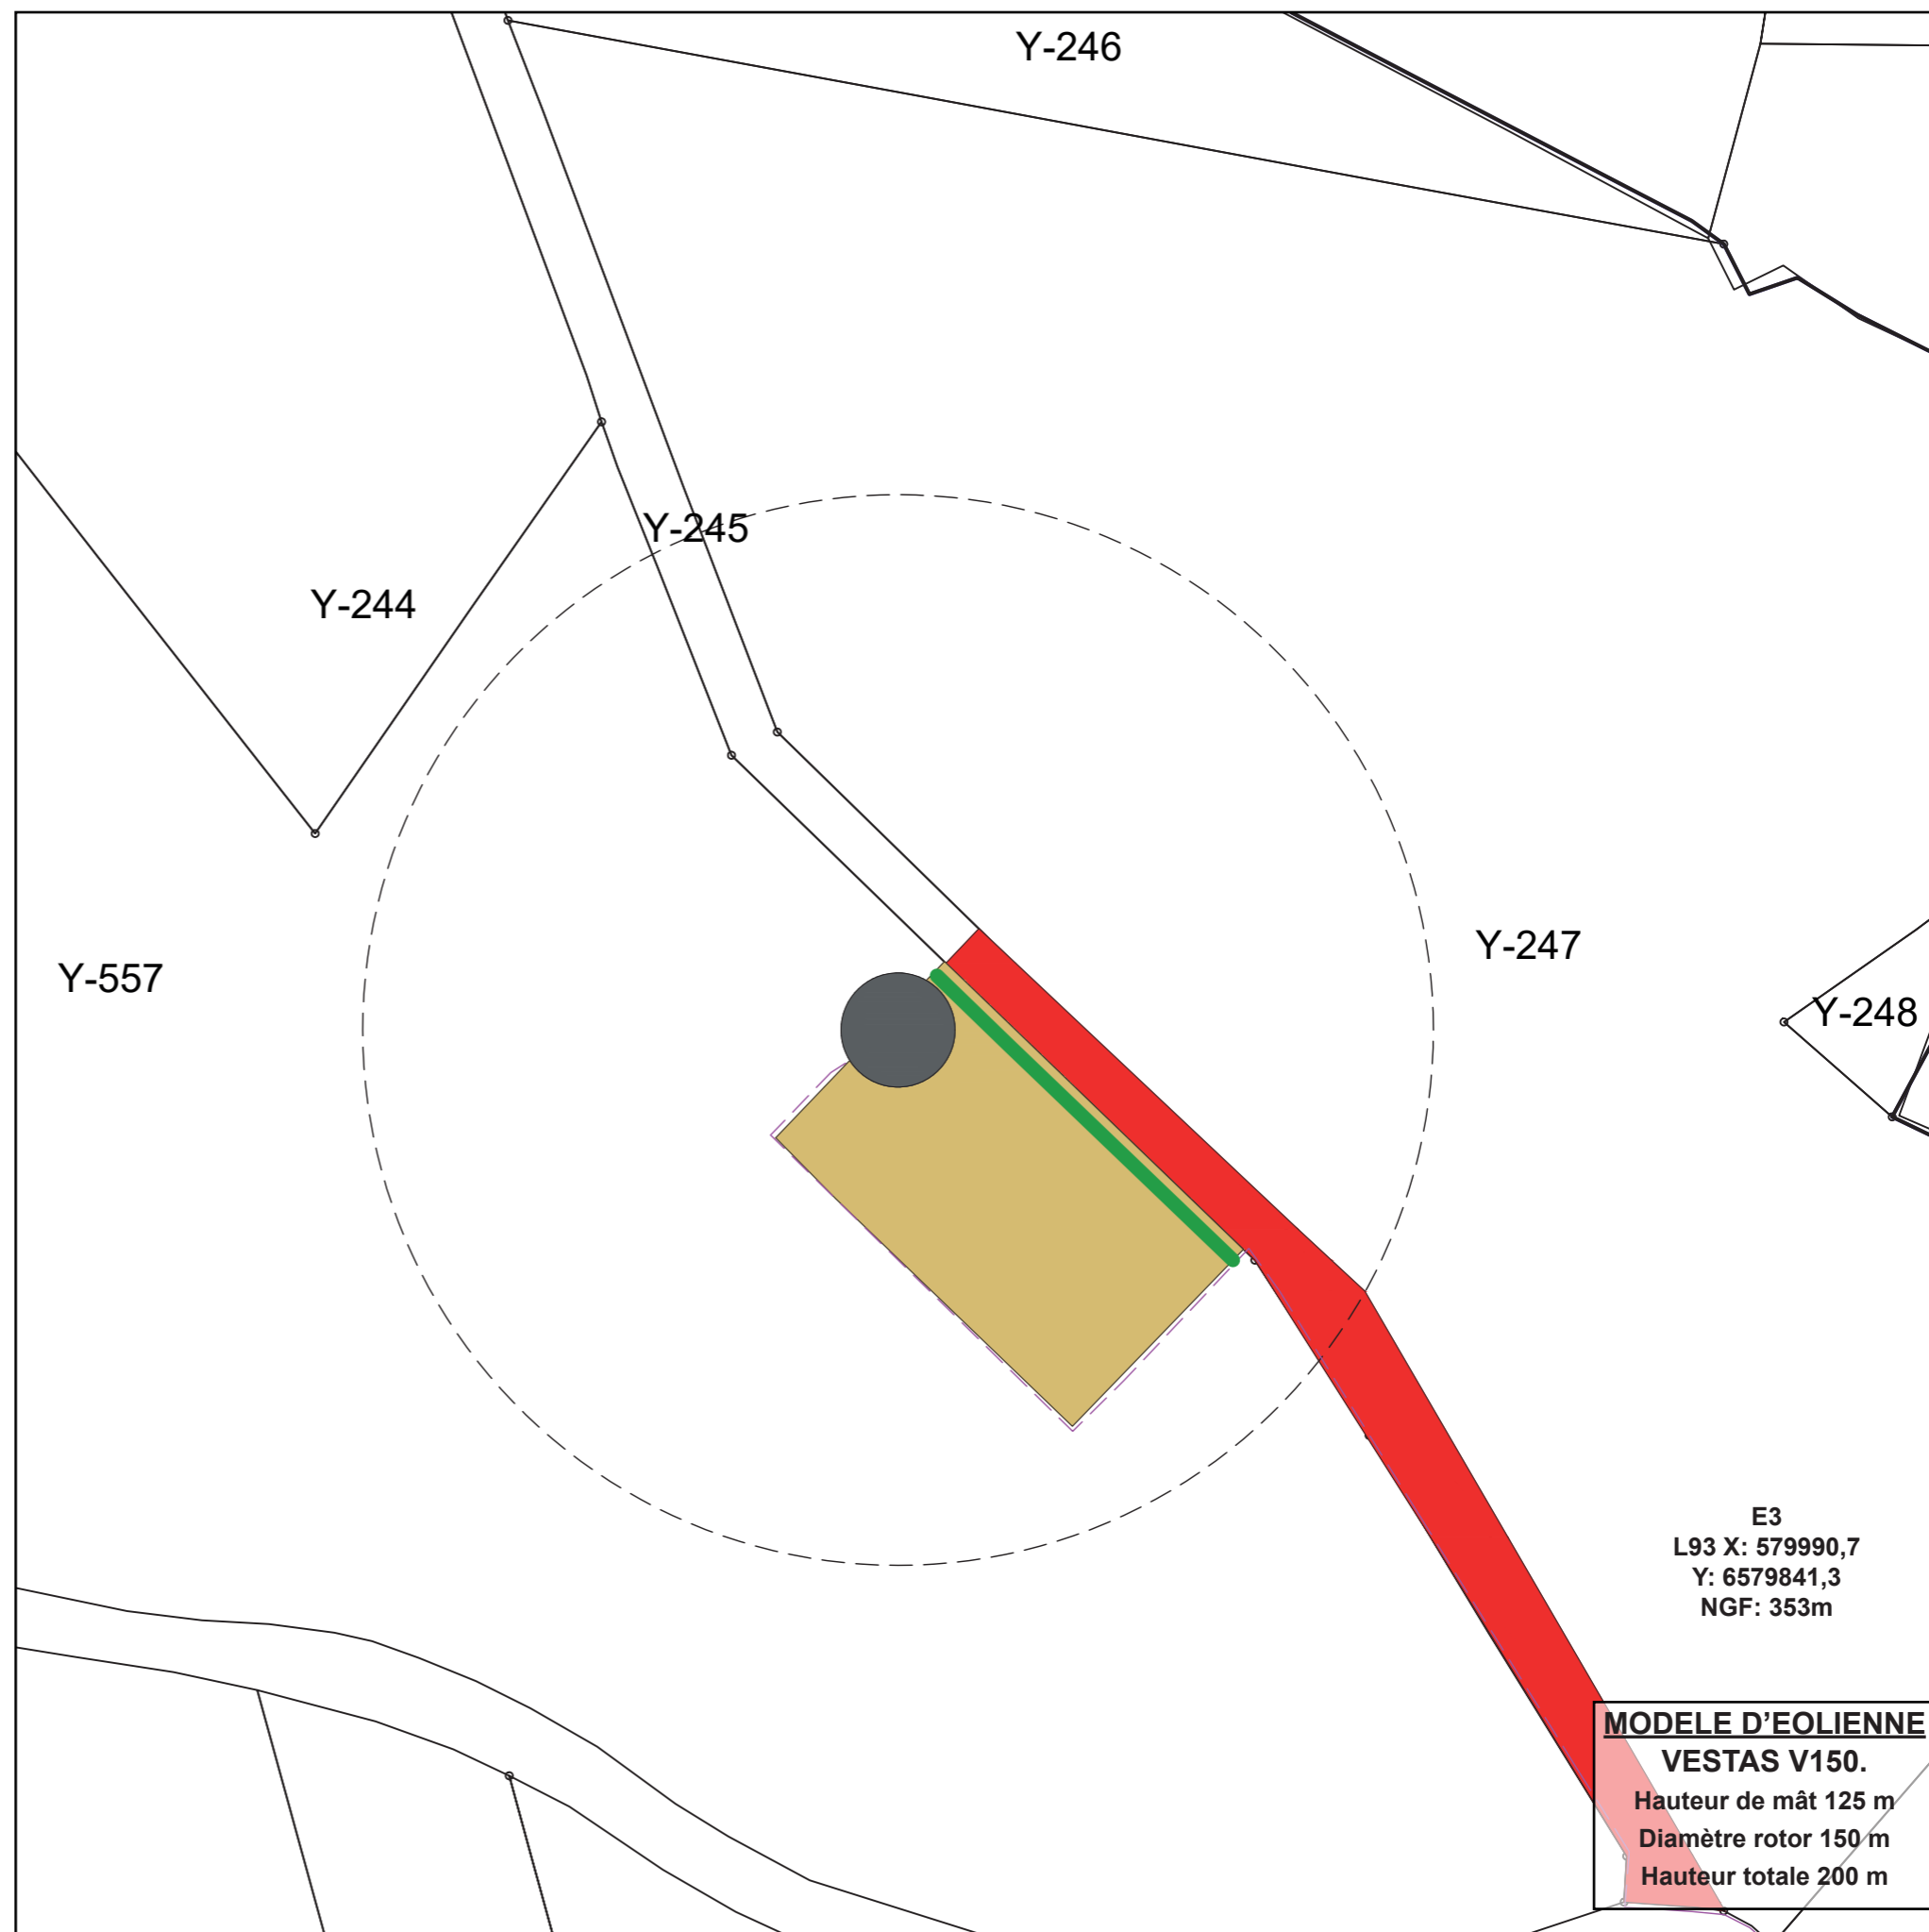 Y-246
Y-245
Y-244
Y-247
Y-557
Y-248
E3
L93 X: 579990,7
Y: 6579841,3
NGF: 353m
MODELE D’EOLIENNE
VESTAS V150.
Hauteur de mât 125 m
Diamètre rotor 150 m
Hauteur totale 200 m